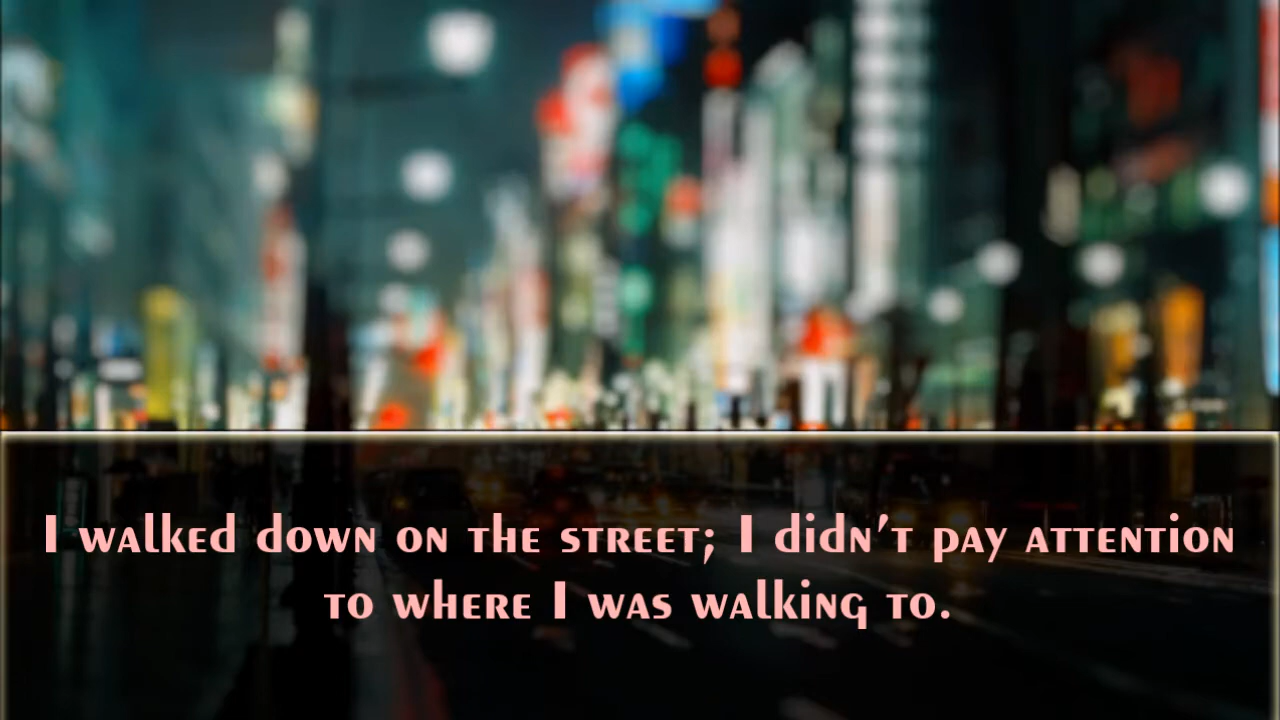 I walked down on the street; I didn't pay attention
to where I was walking to.